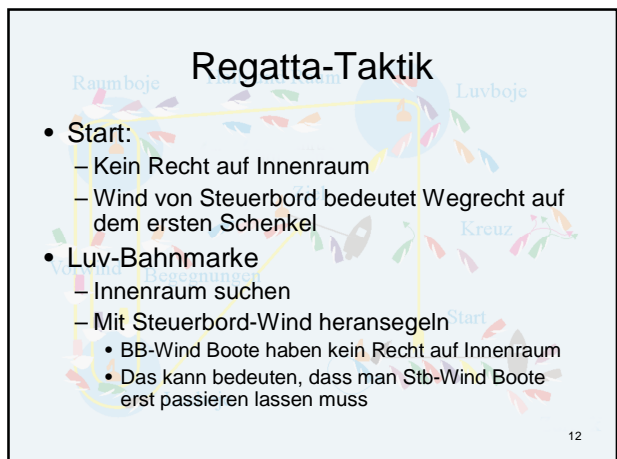 Regatta-Taktik
Raumboje
Luvboje
• Start:
– Kein Recht auf Innenraum
– Wind von Steuerbord bedeutet Wegrecht auf
dem ersten Schenkel
Kreuz
• Luv-Bahnmarke
Vorwind
Begegnungen
– Innenraum suchen
– Mit Steuerbord-Wind heransegeln
Start
• BB-Wind Boote haben kein Recht auf Innenraum
• Das kann bedeuten, dass man Stb-Wind Boote
erst passieren lassen muss
12